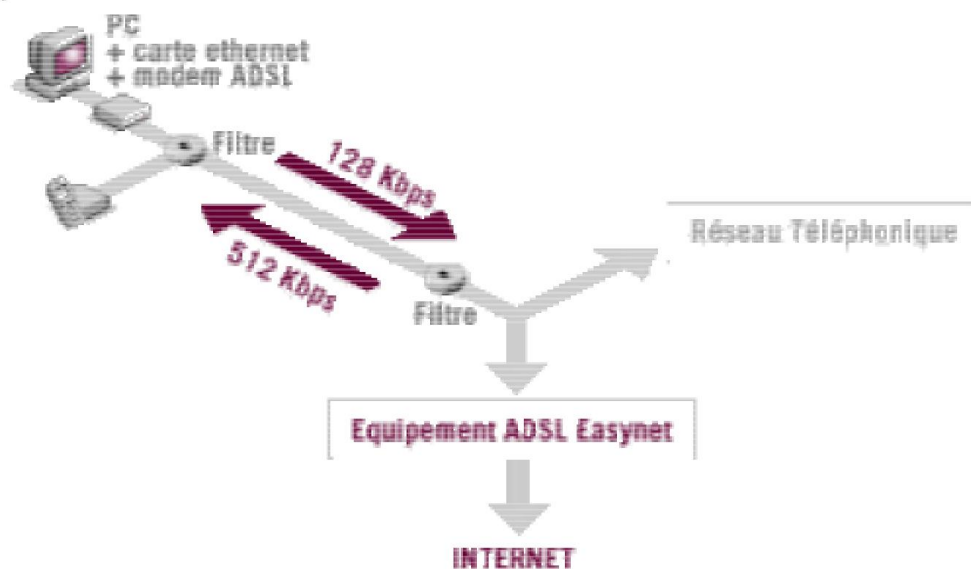 PC
+ carte ethernet
+ modem ADSL
Filtre
128 Kbps
512 Kbps
Réseau Téléphonique
Filtre
Equipement ADSL Easynet
INTERNET